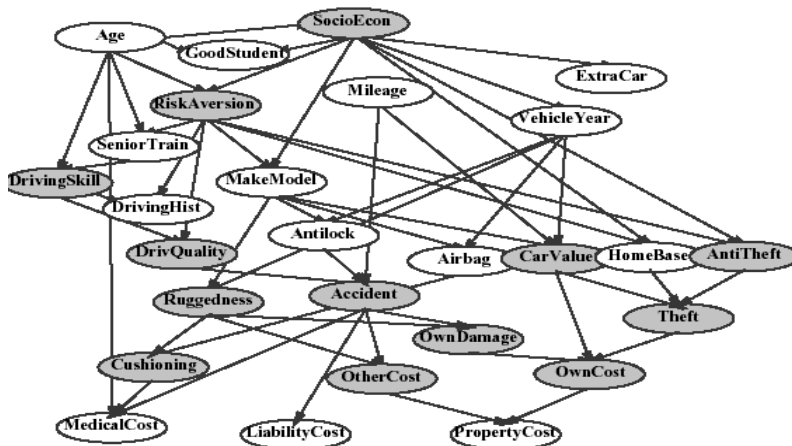 SocioEcon
Age
GoodStudent
ExtraCar
Mileage
RiskAversion
VehicleYear
SeniorTrain
DrivingSkill
MakeModel
DrivingHist
Antilock
DrivQuality
Airbag
CarValue
HomeBase
AntiTheft
Ruggedness
Accident
Theft
OwnDamage
Cushioning
OtherCost
OwnCost
MedicalCost
LiabilityCost
PropertyCost